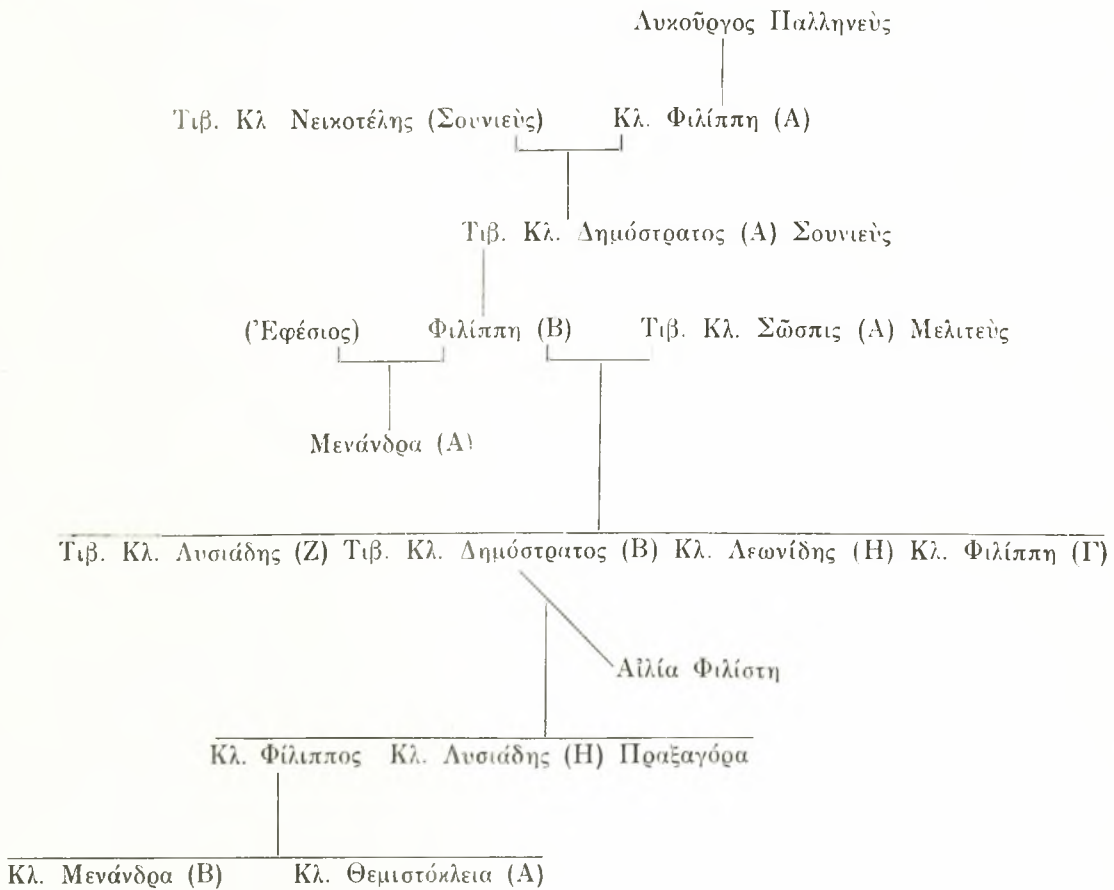 Λυκοῦργος Παλληνεὺς
Τιβ. Κλ Νεικοτέλης (Σουνιεὺς) Κλ. Φιλίππη (Α)
Τιβ. Κλ. Δημόστρατος (Α) Σουνιεὺς
(Ἐφέσιος) Φιλίππη (Β) Τιβ. Κλ. Σῶσπις (Α) Μελιτεὺς
Μενάνδρα (Α)
Τιβ. Κλ. Λυσιάδης (Ζ) Τιβ. Κλ. Δημόστρατος (Β) Κλ. Λεωνίδης (Η) Κλ. Φιλίππη (Γ)
Αἰλία Φιλίστη
Κλ. Φίλιππος Κλ. Λυσιάδης (Η) Πραξαγόρα
Κλ. Μενάνδρα (Β) Κλ. Θεμιστόκλεια (Α)